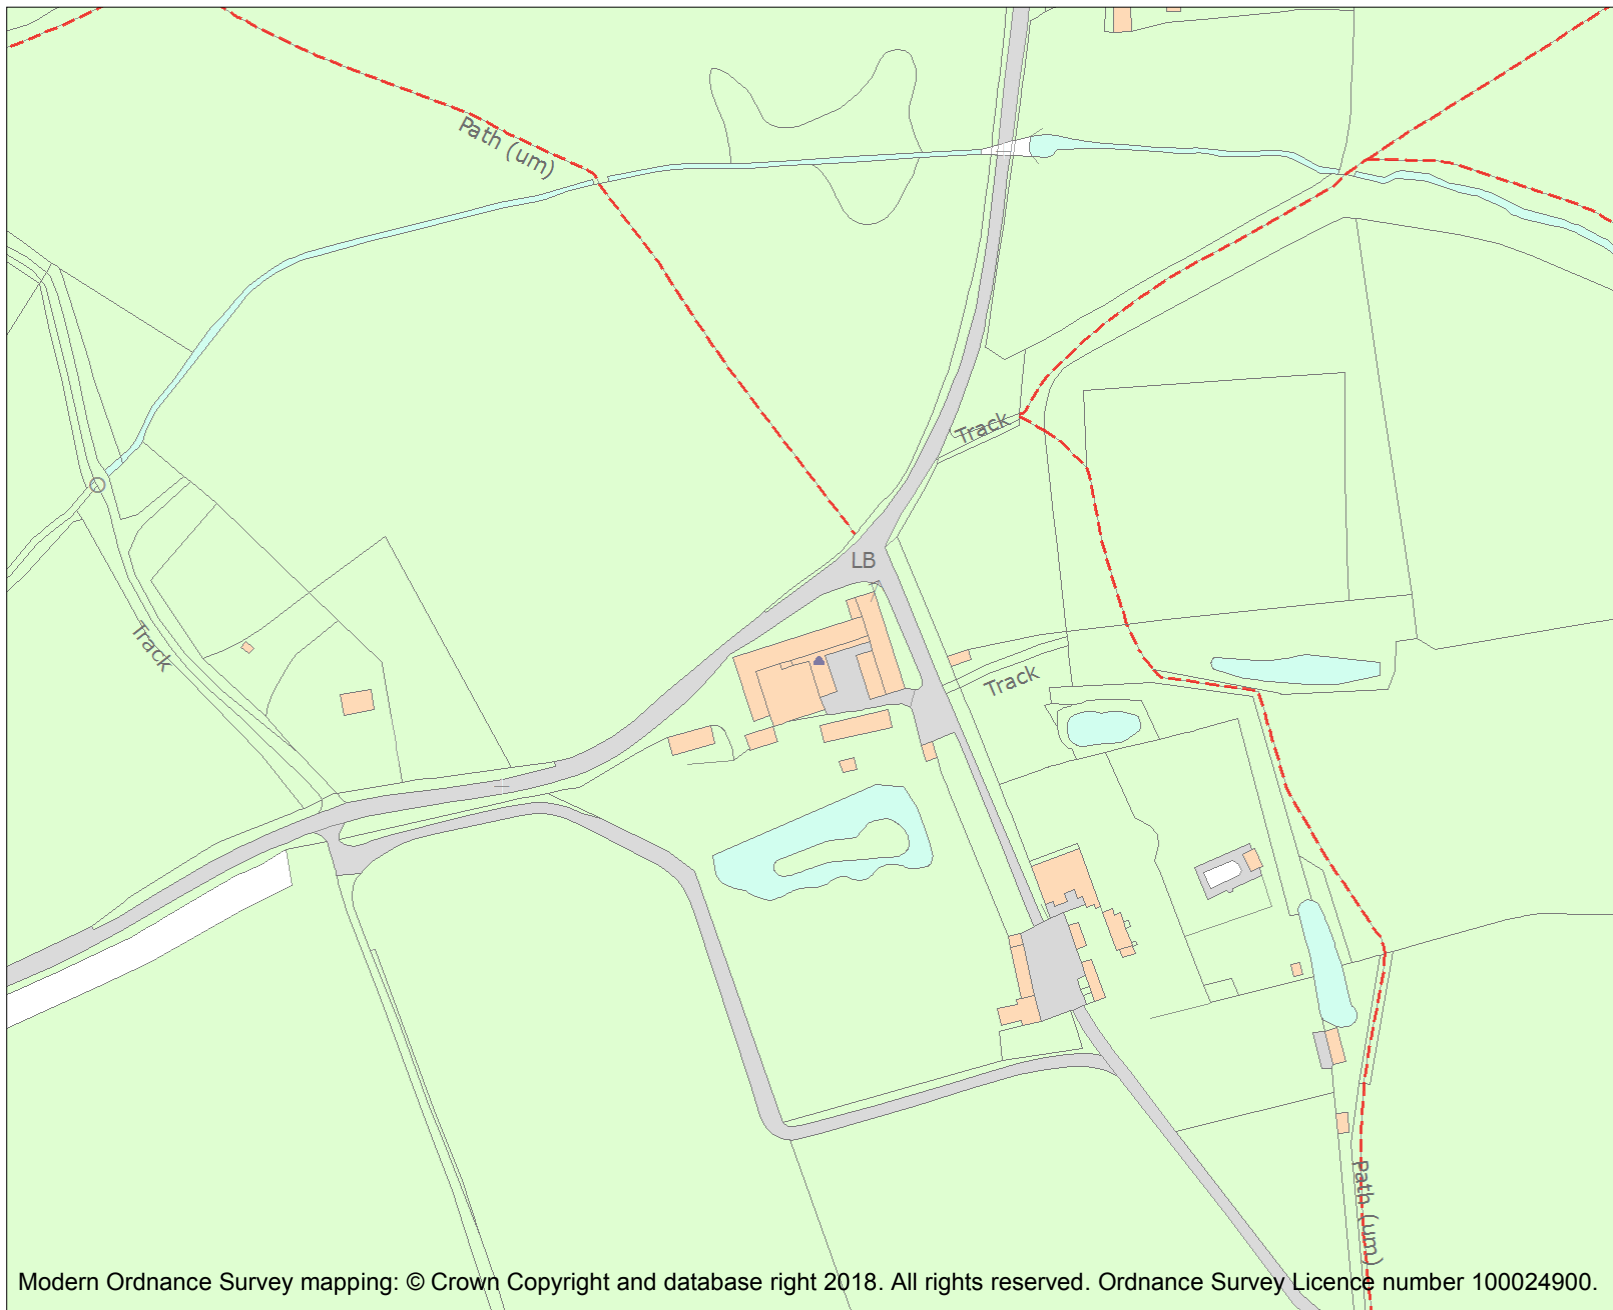 Path (um)
Track
LB
Track
Track
Path (um)
Modern Ordnance Survey mapping: © Crown Copyright and database right 2018. All rights reserved. Ordnance Survey Licence number 100024900.